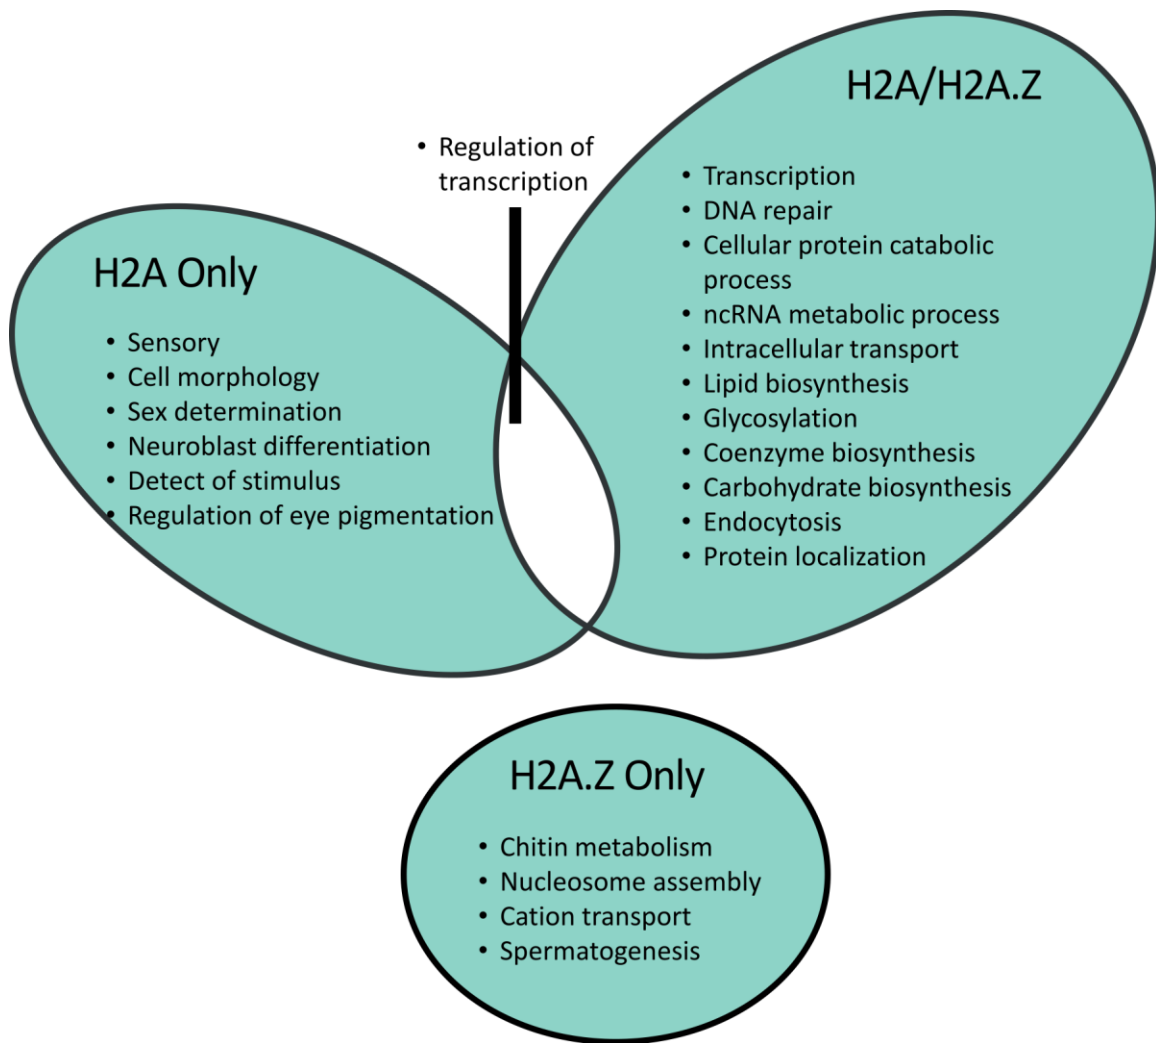 H2A/H2A.Z
• Regulation of
transcription
• Transcription
• DNA repair
• Cellular protein catabolic
process
• ncRNA metabolic process
• Intracellular transport
• Lipid biosynthesis
• Glycosylation
• Coenzyme biosynthesis
• Carbohydrate biosynthesis
• Endocytosis
• Protein localization
H2A Only
• Sensory
• Cell morphology
• Sex determination
• Neuroblast differentiation
• Detect of stimulus
• Regulation of eye pigmentation
H2A.Z Only
• Chitin metabolism
• Nucleosome assembly
• Cation transport
• Spermatogenesis